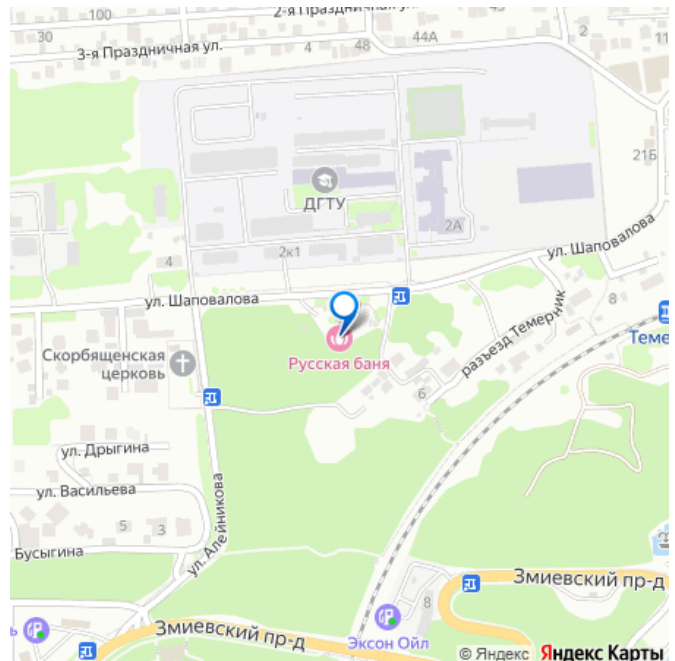 2-я Праздничная ул.
30
100
3-я Праздничная ул.
4
48
44А
2
11
21Б
ДГТУ
2А
2к1
4
ул. Шаповалова
ул. Шаповалова
разъезд Темерник
8
Теме
Русская баня
Скорбященская
церковь
6
ул. Дрыгина
ул. Васильева
5
3
Бусыгина
ул. Алейникова
Змиевский пр-д
8
Эксон Ойл
Змиевский пр-д
© Яндекс Яндекс Карты